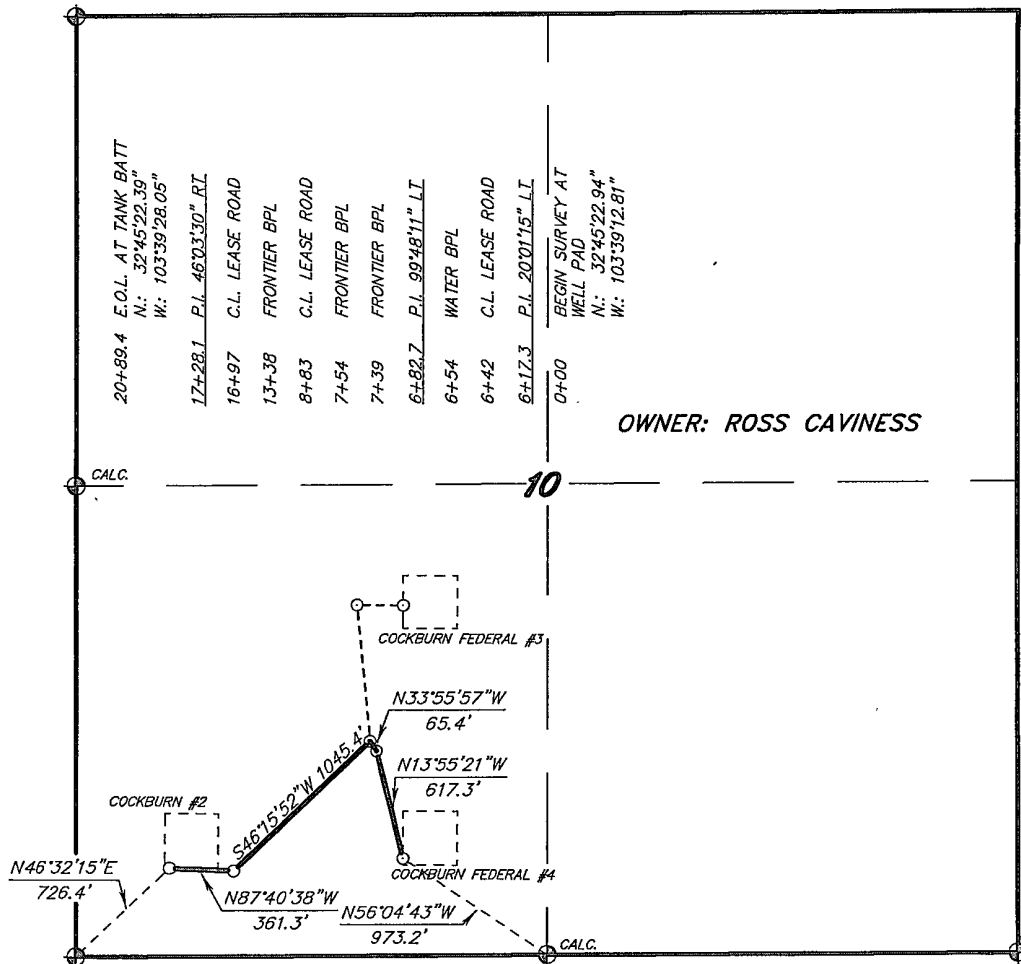 20+89.4 E.O.L. AT TANK BATT
N.: 32°45'22.39"
W.: 103°39'28.05"
17+28.1 P.I. 46°03'30" RT
16+97 C.L. LEASE ROAD
13+38 FRONTIER BPL
8+83 C.L. LEASE ROAD
7+54 FRONTIER BPL
7+39 FRONTIER BPL
6+82.7 P.I. 99°48'11" LT
6+54 WATER BPL
6+42 C.L. LEASE ROAD
6+17.3 P.I. 20°01'15" LT
0+00 BEGIN SURVEY AT
WELL PAD
N.: 32°45'22.94"
W.: 103°39'12.81"
OWNER: ROSS CAVINESS
CALC.
10
COCKBURN FEDERAL #3
N33°55'57"W
65.4'
S46°15'52"W 1045.4'
N13°55'21"W
617.3'
COCKBURN #2
COCKBURN FEDERAL #4
N46°32'15"E
726.4'
N87°40'38"W
361.3'
N56°04'43"W
973.2'
CALC.